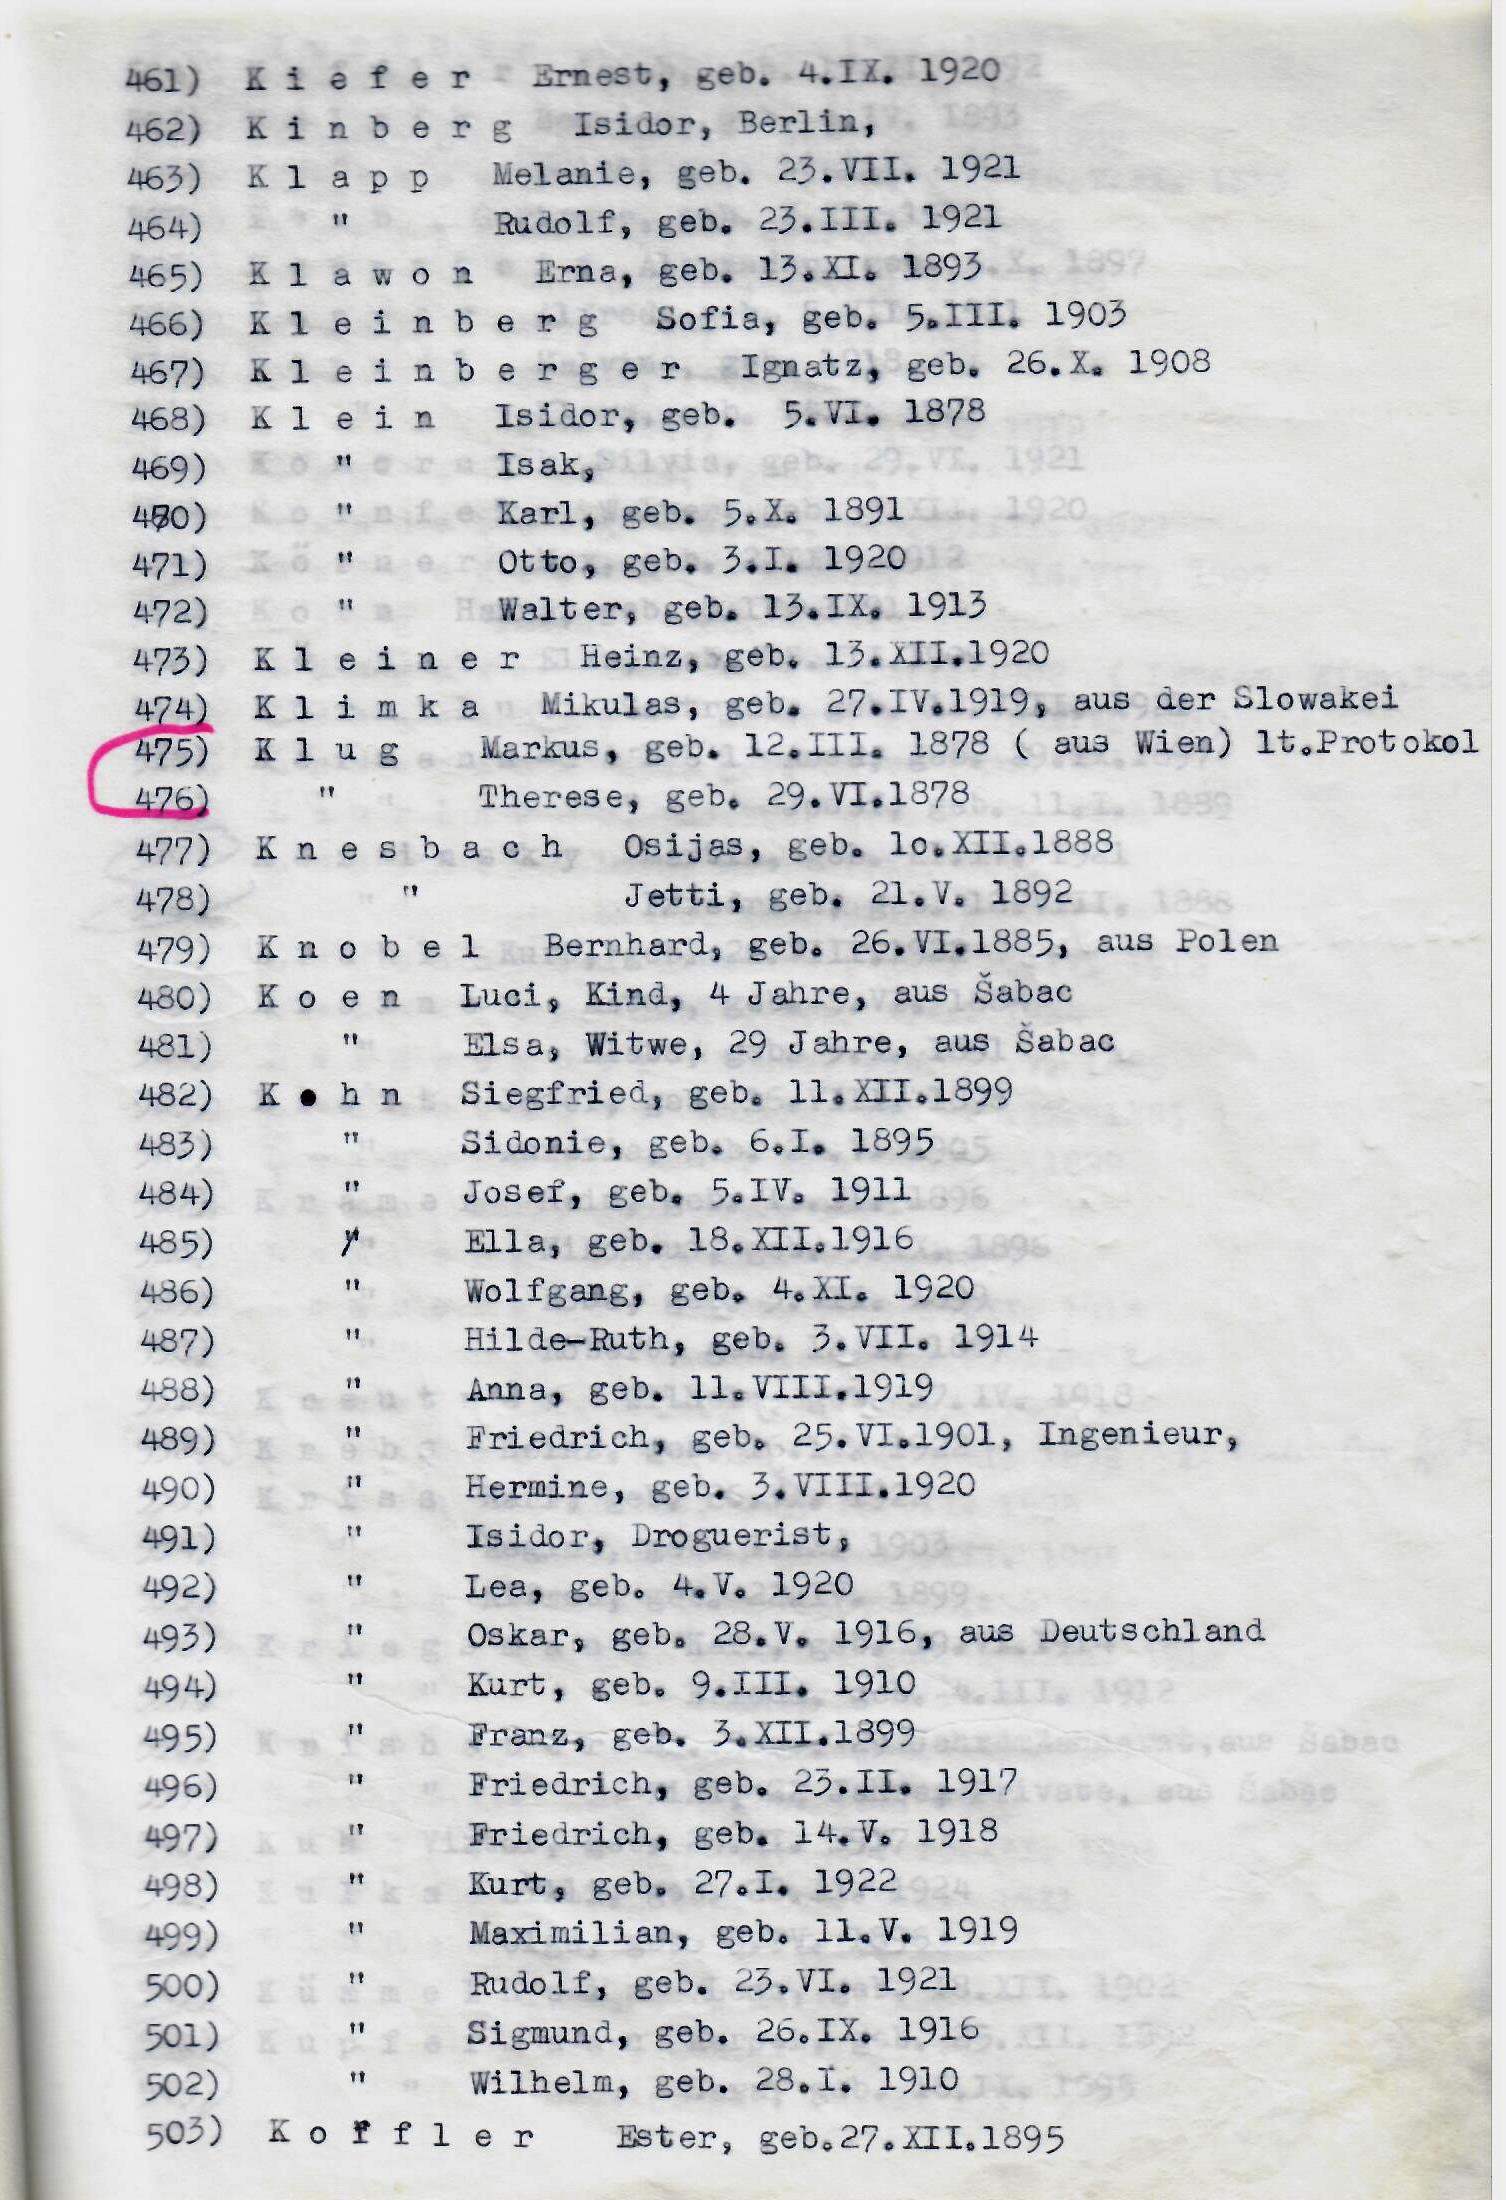 461) K i e f e r Ernest, geb. 4.IX. 1920
462) K i n b e r g Isidor, Berlin,
463) K l a p p Melanie, geb. 23.VII. 1921
464) " Rudolf, geb. 23.III. 1921
465) K l a w o n Erna, geb. 13.XI. 1893
466) K l e i n b e r g Sofia, geb. 5.III. 1903
467) K l e i n b e r g e r Ignatz, geb. 26.X. 1908
468) K l e i n Isidor, geb. 5.VI. 1878
469) " Isak,
470) " Karl, geb. 5.X. 1891
471) " Otto, geb. 3.I. 1920
472) " Walter, geb. 13.IX. 1913
473) K l e i n e r Heinz, geb. 13.XII.1920
474) K l i m k a Mikulas, geb. 27.IV.1919, aus der Slowakei
475) K l u g Markus, geb. 12.III. 1878 ( aus Wien) lt.Protokol
476) " Therese, geb. 29.VI.1878
477) K n e s b a c h Osijas, geb. lo.XII.1888
478) " Jetti, geb. 21.V. 1892
479) K n o b e l Bernhard, geb. 26.VI.1885, aus Polen
480) K o e n Luci, Kind, 4 Jahre, aus Šabac
481) " Elsa, Witwe, 29 Jahre, aus Šabac
482) K o h n Siegfried, geb. 11.XII.1899
483) " Sidonie, geb. 6.I. 1895
484) " Josef, geb. 5.IV. 1911
485) " Ella, geb. 18.XII.1916
486) " Wolfgang, geb. 4.XI. 1920
487) " Hilde-Ruth, geb. 3.VII. 1914
488) " Anna, geb. 11.VIII.1919
489) " Friedrich, geb. 25.VI.1901, Ingenieur,
490) " Hermine, geb. 3.VIII.1920
491) " Isidor, Droguerist,
492) " Lea, geb. 4.V. 1920
493) " Oskar, geb. 28.V. 1916, aus Deutschland
494) " Kurt, geb. 9.III. 1910
495) " Franz, geb. 3.XII.1899
496) " Friedrich, geb. 23.II. 1917
497) " Friedrich, geb. 14.V. 1918
498) " Kurt, geb. 27.I. 1922
499) " Maximilian, geb. 11.V. 1919
500) " Rudolf, geb. 23.VI. 1921
501) " Sigmund, geb. 26.IX. 1916
502) " Wilhelm, geb. 28.I. 1910
503) K o f f l e r Ester, geb.27.XII.1895